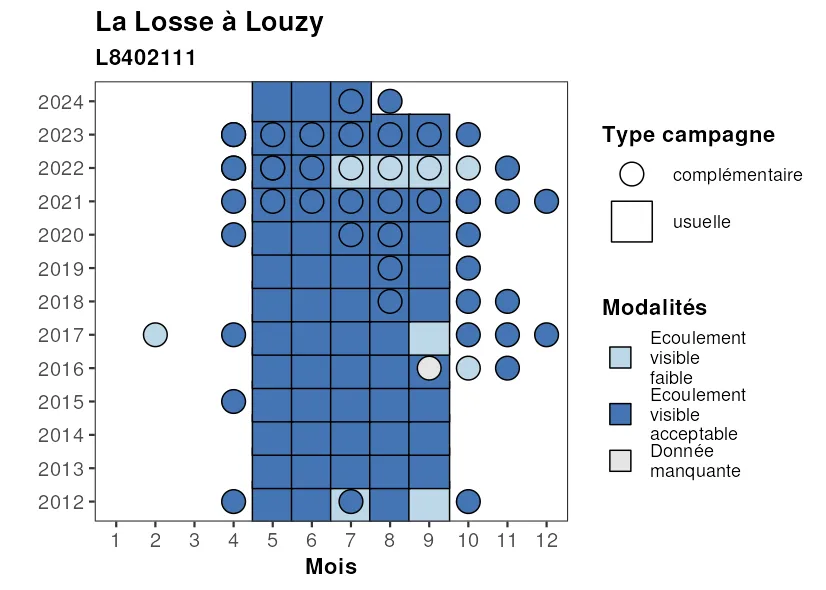 La Losse à Louzy
L8402111
2024
2023
2022
2021
2020
2019
2018
2017
2016
2015
2014
2013
2012
1 2 3 4 5 6 7 8 9 10 11 12
Mois
Type campagne
complémentaire
usuelle
Modalités
Ecoulement
visible
faible
Ecoulement
visible
acceptable
Donnée
manquante